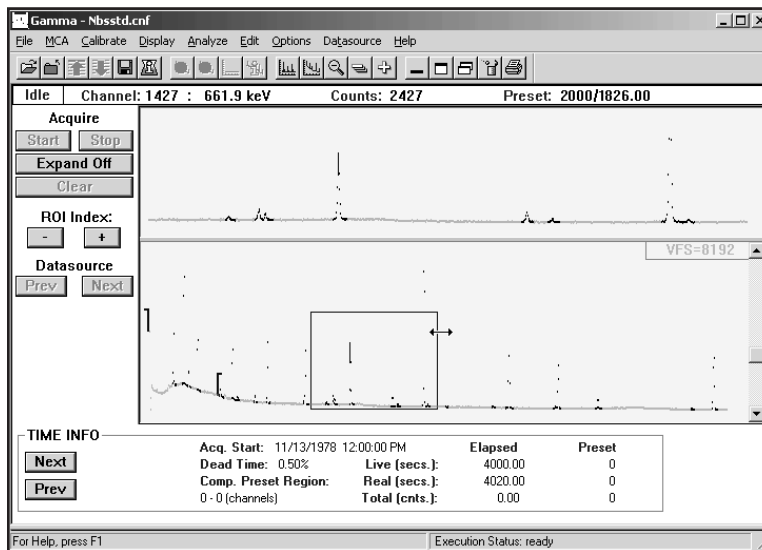 Gamma - Nbsstd.cnf
File MCA Calibrate Display Analyze Edit Options Datasource Help
Idle Channel: 1427 : 661.9 keV Counts: 2427 Preset: 2000/1826.00
Acquire
Start Stop
Expand Off
Clear
ROI Index:
- +
Datasource
Prev Next
VFS=8192
TIME INFO
Next
Prev
Acq. Start: 11/13/1978 12:00:00 PM Elapsed Preset
Dead Time: 0.50% Live (secs.): 4000.00 0
Comp. Preset Region: Real (secs.): 4020.00 0
0 - 0 (channels) Total (cnts.): 0.00 0
For Help, press F1 Execution Status: ready